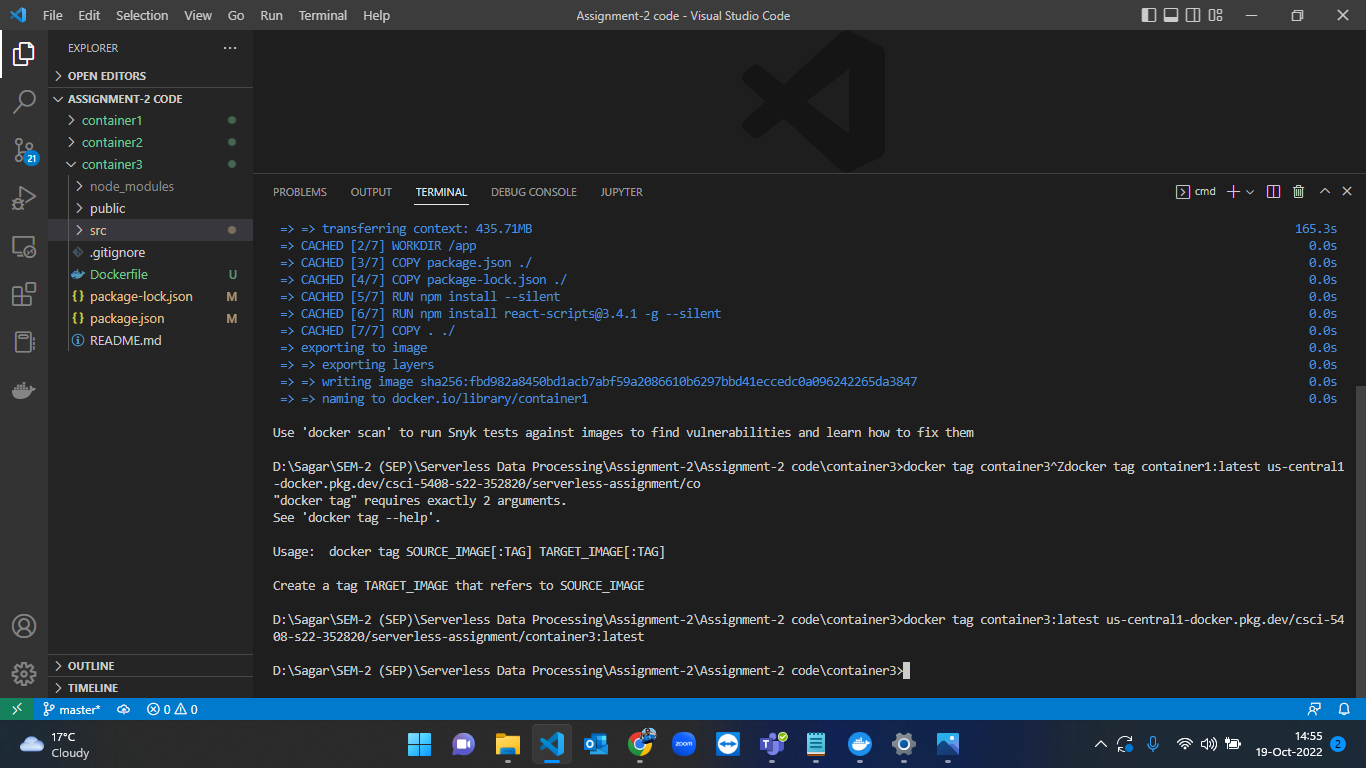 File Edit Selection View Go Run Terminal Help Assignment-2 code - Visual Studio Code
EXPLORER
OPEN EDITORS
ASSIGNMENT-2 CODE
container1
container2
container3
node_modules
public
src
.gitignore
Dockerfile U
package-lock.json M
package.json M
README.md
OUTLINE
TIMELINE
21
PROBLEMS OUTPUT TERMINAL DEBUG CONSOLE JUPYTER cmd
=> => transferring context: 435.71MB 165.3s
=> CACHED [2/7] WORKDIR /app 0.0s
=> CACHED [3/7] COPY package.json ./ 0.0s
=> CACHED [4/7] COPY package-lock.json ./ 0.0s
=> CACHED [5/7] RUN npm install --silent 0.0s
=> CACHED [6/7] RUN npm install react-scripts@3.4.1 -g --silent 0.0s
=> CACHED [7/7] COPY . ./ 0.0s
=> exporting to image 0.0s
=> => exporting layers 0.0s
=> => writing image sha256:fbd982a8450bd1acb7abf59a2086610b6297bbd41eccedc0a096242265da3847 0.0s
=> => naming to docker.io/library/container1 0.0s
Use 'docker scan' to run Snyk tests against images to find vulnerabilities and learn how to fix them
D:\Sagar\SEM-2 (SEP)\Serverless Data Processing\Assignment-2\Assignment-2 code\container3>docker tag container3^Zdocker tag container1:latest us-central1
-docker.pkg.dev/csci-5408-s22-352820/serverless-assignment/co
"docker tag" requires exactly 2 arguments.
See 'docker tag --help'.
Usage:  docker tag SOURCE_IMAGE[:TAG] TARGET_IMAGE[:TAG]
Create a tag TARGET_IMAGE that refers to SOURCE_IMAGE
D:\Sagar\SEM-2 (SEP)\Serverless Data Processing\Assignment-2\Assignment-2 code\container3>docker tag container3:latest us-central1-docker.pkg.dev/csci-54
08-s22-352820/serverless-assignment/container3:latest
D:\Sagar\SEM-2 (SEP)\Serverless Data Processing\Assignment-2\Assignment-2 code\container3>
master* 0 0
17°C
Cloudy
zoom
14:55
19-Oct-2022 2